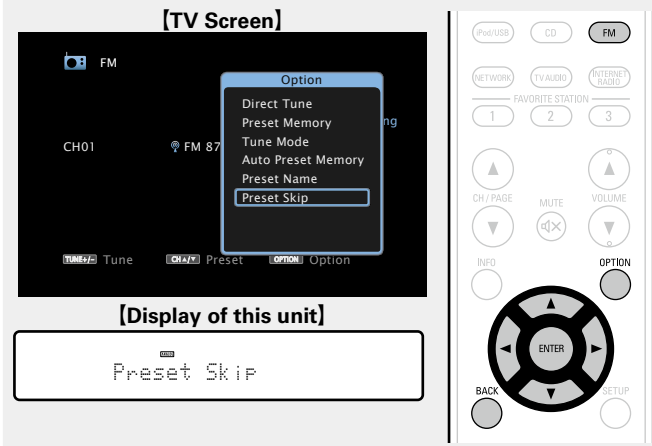 【TV Screen】
FM
Option
Direct Tune
Preset Memory
Tune Mode
Auto Preset Memory
Preset Name
Preset Skip
ng
CH01
FM 87
TUNE+/- Tune
CH▲/▼ Preset
OPTION Option
【Display of this unit】
Preset Skip
iPod/USB
CD
FM
NETWORK
TV AUDIO
INTERNET RADIO
FAVORITE STATION
1
2
3
CH / PAGE
MUTE
VOLUME
INFO
OPTION
ENTER
BACK
SETUP